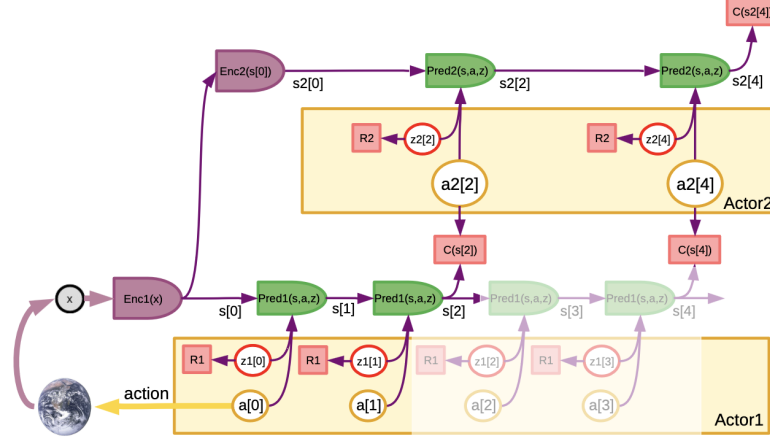 C(s2[4])
Enc2(s[0])
Pred2(s,a,z)
Pred2(s,a,z)
s2[0]
s2[2]
s2[4]
R2
z2[2]
R2
z2[4]
a2[2]
a2[4]
Actor2
C(s[2])
C(s[4])
x
Enc1(x)
Pred1(s,a,z)
Pred1(s,a,z)
Pred1(s,a,z)
Pred1(s,a,z)
s[0]
s[1]
s[2]
s[3]
s[4]
R1
z1[0]
R1
z1[1]
R1
z1[2]
R1
z1[3]
action
a[0]
a[1]
a[2]
a[3]
Actor1